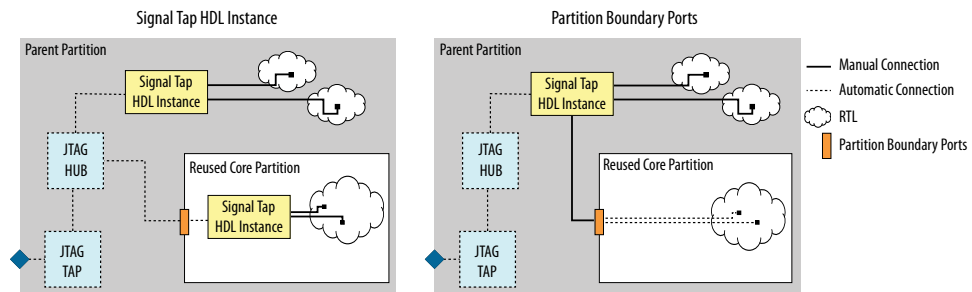 Signal Tap HDL Instance
Parent Partition
Signal Tap
HDL Instance
JTAG
HUB
Reused Core Partition
Signal Tap
HDL Instance
JTAG
TAP
Partition Boundary Ports
Parent Partition
Signal Tap
HDL Instance
JTAG
HUB
Reused Core Partition
JTAG
TAP
Manual Connection
Automatic Connection
RTL
Partition Boundary Ports